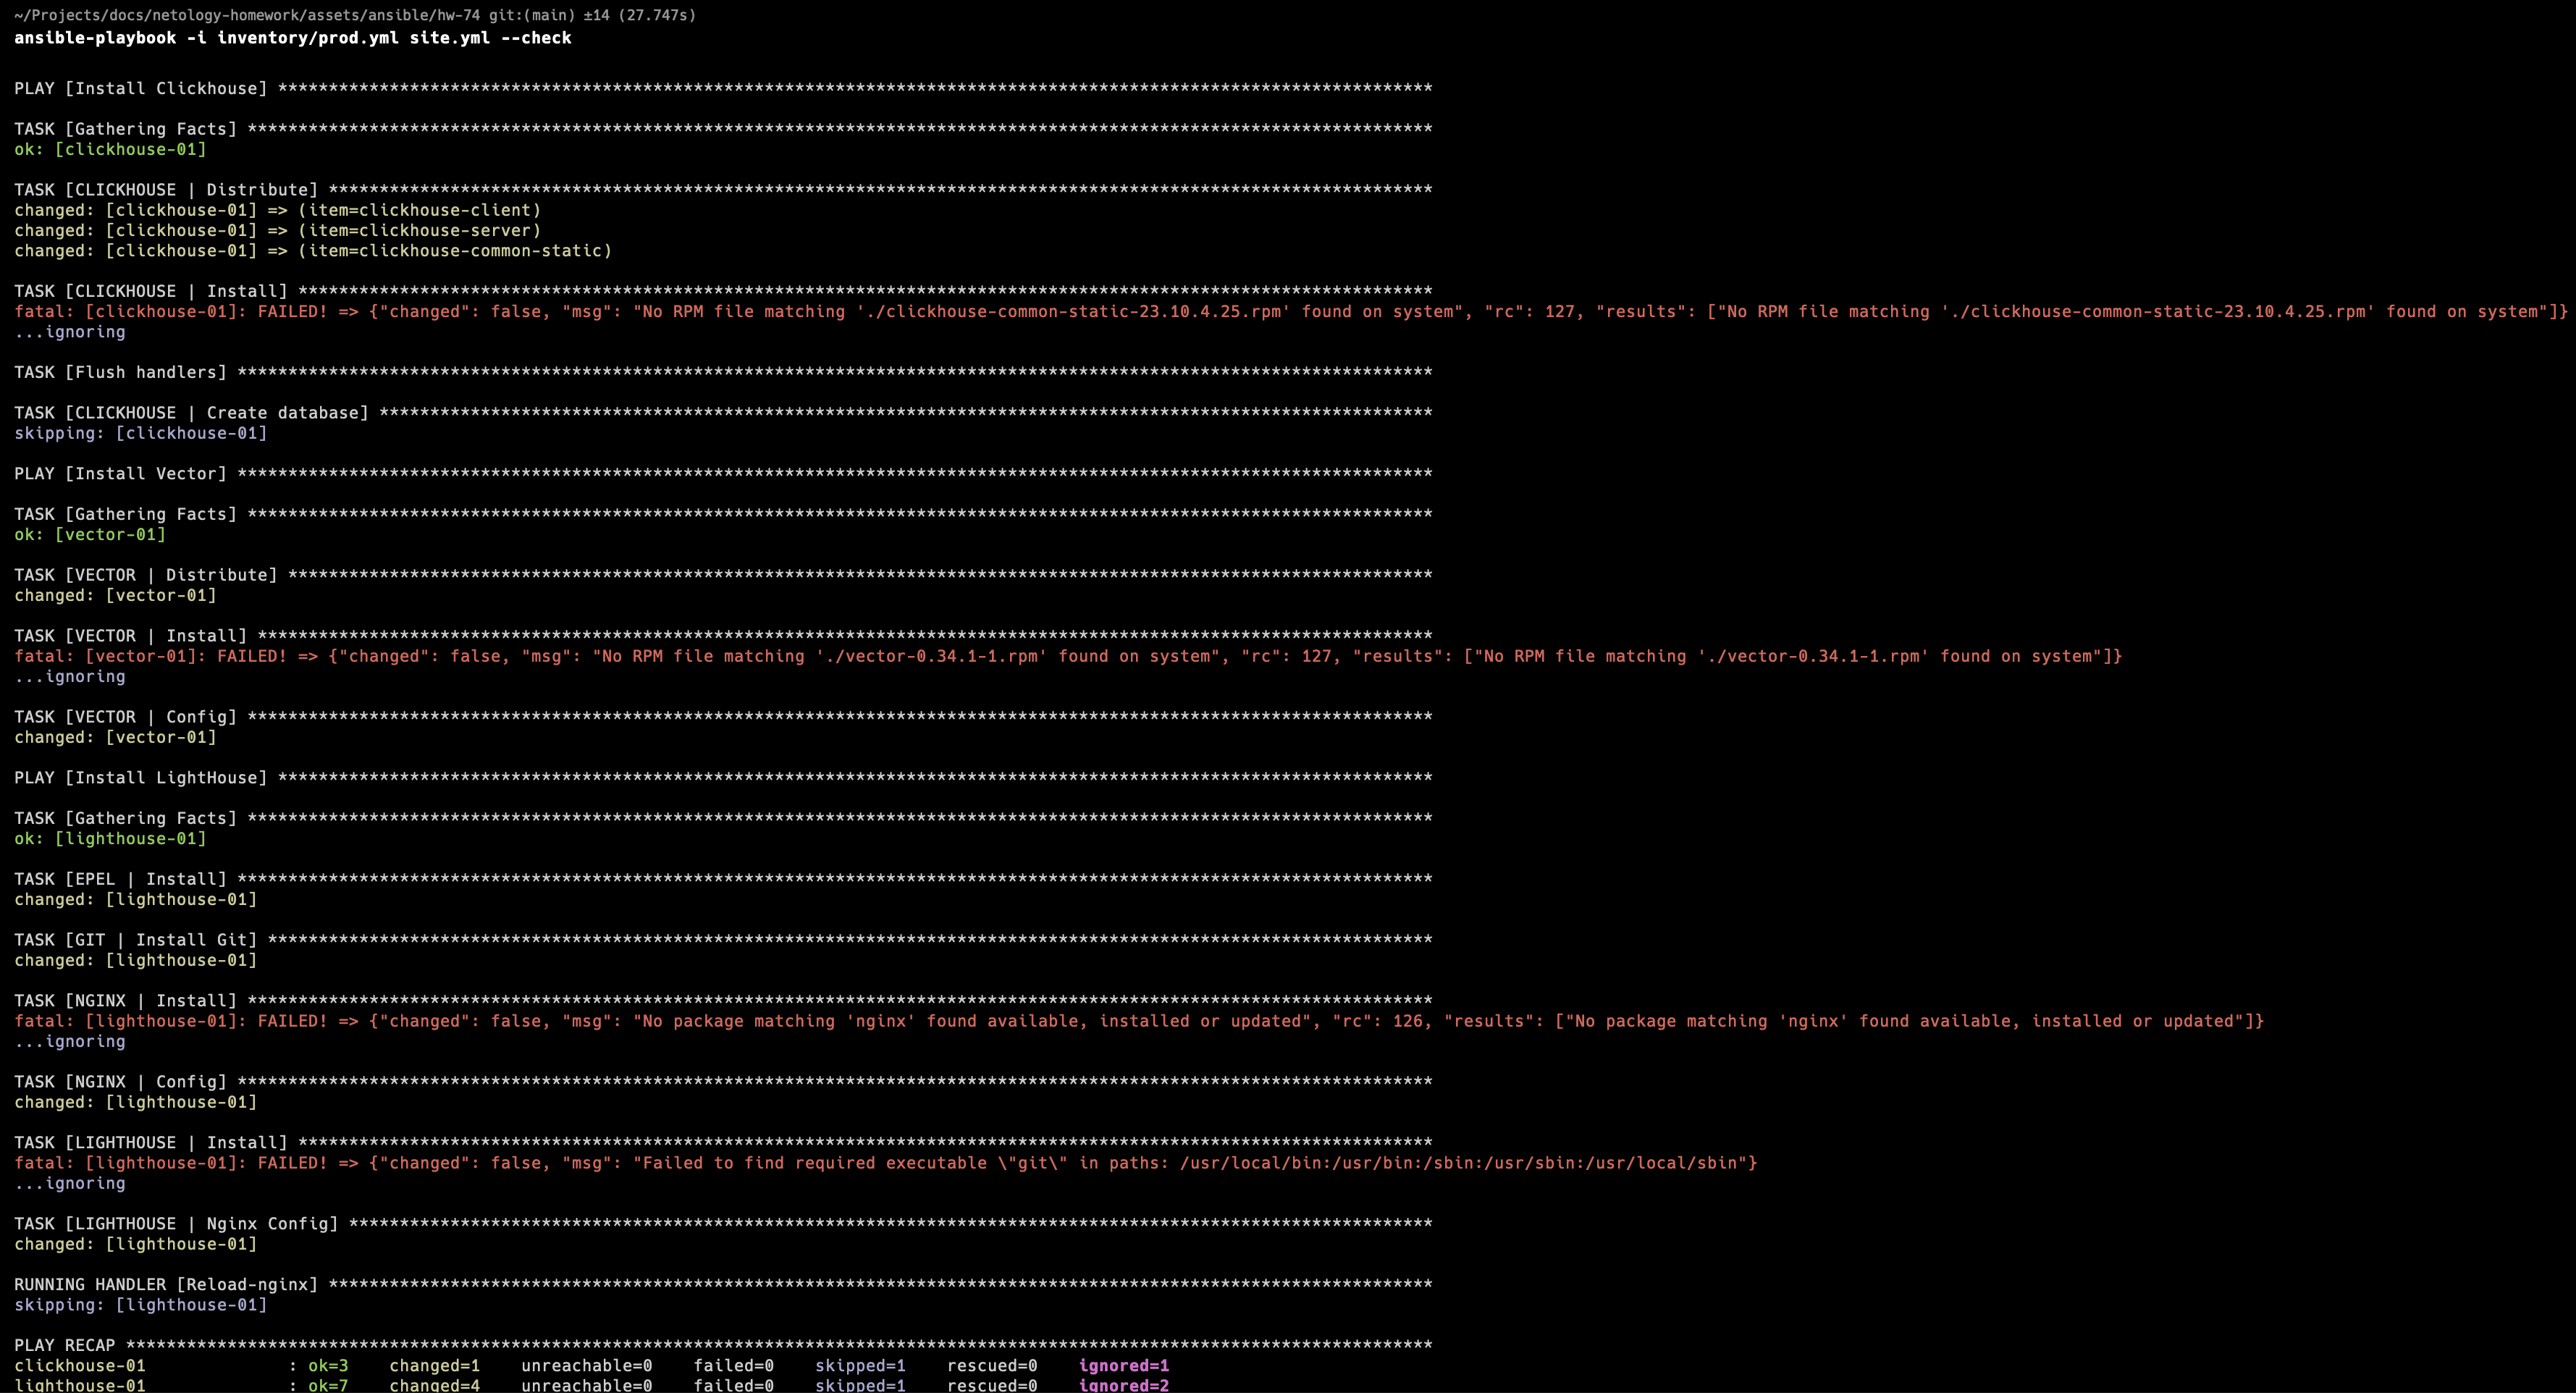 ~/Projects/docs/netology-homework/assets/ansible/hw-74 git:(main) ±14 (27.747s)
ansible-playbook -i inventory/prod.yml site.yml --check
PLAY [Install Clickhouse] ******************************************************************************************************************
TASK [Gathering Facts] *********************************************************************************************************************
ok: [clickhouse-01]
TASK [CLICKHOUSE | Distribute] *************************************************************************************************************
changed: [clickhouse-01] => (item=clickhouse-client)
changed: [clickhouse-01] => (item=clickhouse-server)
changed: [clickhouse-01] => (item=clickhouse-common-static)
TASK [CLICKHOUSE | Install] ****************************************************************************************************************
fatal: [clickhouse-01]: FAILED! => {"changed": false, "msg": "No RPM file matching './clickhouse-common-static-23.10.4.25.rpm' found on system", "rc": 127, "results": ["No RPM file matching './clickhouse-common-static-23.10.4.25.rpm' found on system"]}
...ignoring
TASK [Flush handlers] **********************************************************************************************************************
TASK [CLICKHOUSE | Create database] ********************************************************************************************************
skipping: [clickhouse-01]
PLAY [Install Vector] **********************************************************************************************************************
TASK [Gathering Facts] *********************************************************************************************************************
ok: [vector-01]
TASK [VECTOR | Distribute] *****************************************************************************************************************
changed: [vector-01]
TASK [VECTOR | Install] ********************************************************************************************************************
fatal: [vector-01]: FAILED! => {"changed": false, "msg": "No RPM file matching './vector-0.34.1-1.rpm' found on system", "rc": 127, "results": ["No RPM file matching './vector-0.34.1-1.rpm' found on system"]}
...ignoring
TASK [VECTOR | Config] *********************************************************************************************************************
changed: [vector-01]
PLAY [Install LightHouse] ******************************************************************************************************************
TASK [Gathering Facts] *********************************************************************************************************************
ok: [lighthouse-01]
TASK [EPEL | Install] **********************************************************************************************************************
changed: [lighthouse-01]
TASK [GIT | Install Git] *******************************************************************************************************************
changed: [lighthouse-01]
TASK [NGINX | Install] *********************************************************************************************************************
fatal: [lighthouse-01]: FAILED! => {"changed": false, "msg": "No package matching 'nginx' found available, installed or updated", "rc": 126, "results": ["No package matching 'nginx' found available, installed or updated"]}
...ignoring
TASK [NGINX | Config] **********************************************************************************************************************
changed: [lighthouse-01]
TASK [LIGHTHOUSE | Install] ****************************************************************************************************************
fatal: [lighthouse-01]: FAILED! => {"changed": false, "msg": "Failed to find required executable \"git\" in paths: /usr/local/bin:/usr/bin:/sbin:/usr/sbin:/usr/local/sbin"}
...ignoring
TASK [LIGHTHOUSE | Nginx Config] ***********************************************************************************************************
changed: [lighthouse-01]
RUNNING HANDLER [Reload-nginx] *************************************************************************************************************
skipping: [lighthouse-01]
PLAY RECAP *********************************************************************************************************************************
clickhouse-01              : ok=3    changed=1    unreachable=0    failed=0    skipped=1    rescued=0    ignored=1
lighthouse-01              : ok=7    changed=4    unreachable=0    failed=0    skipped=1    rescued=0    ignored=2